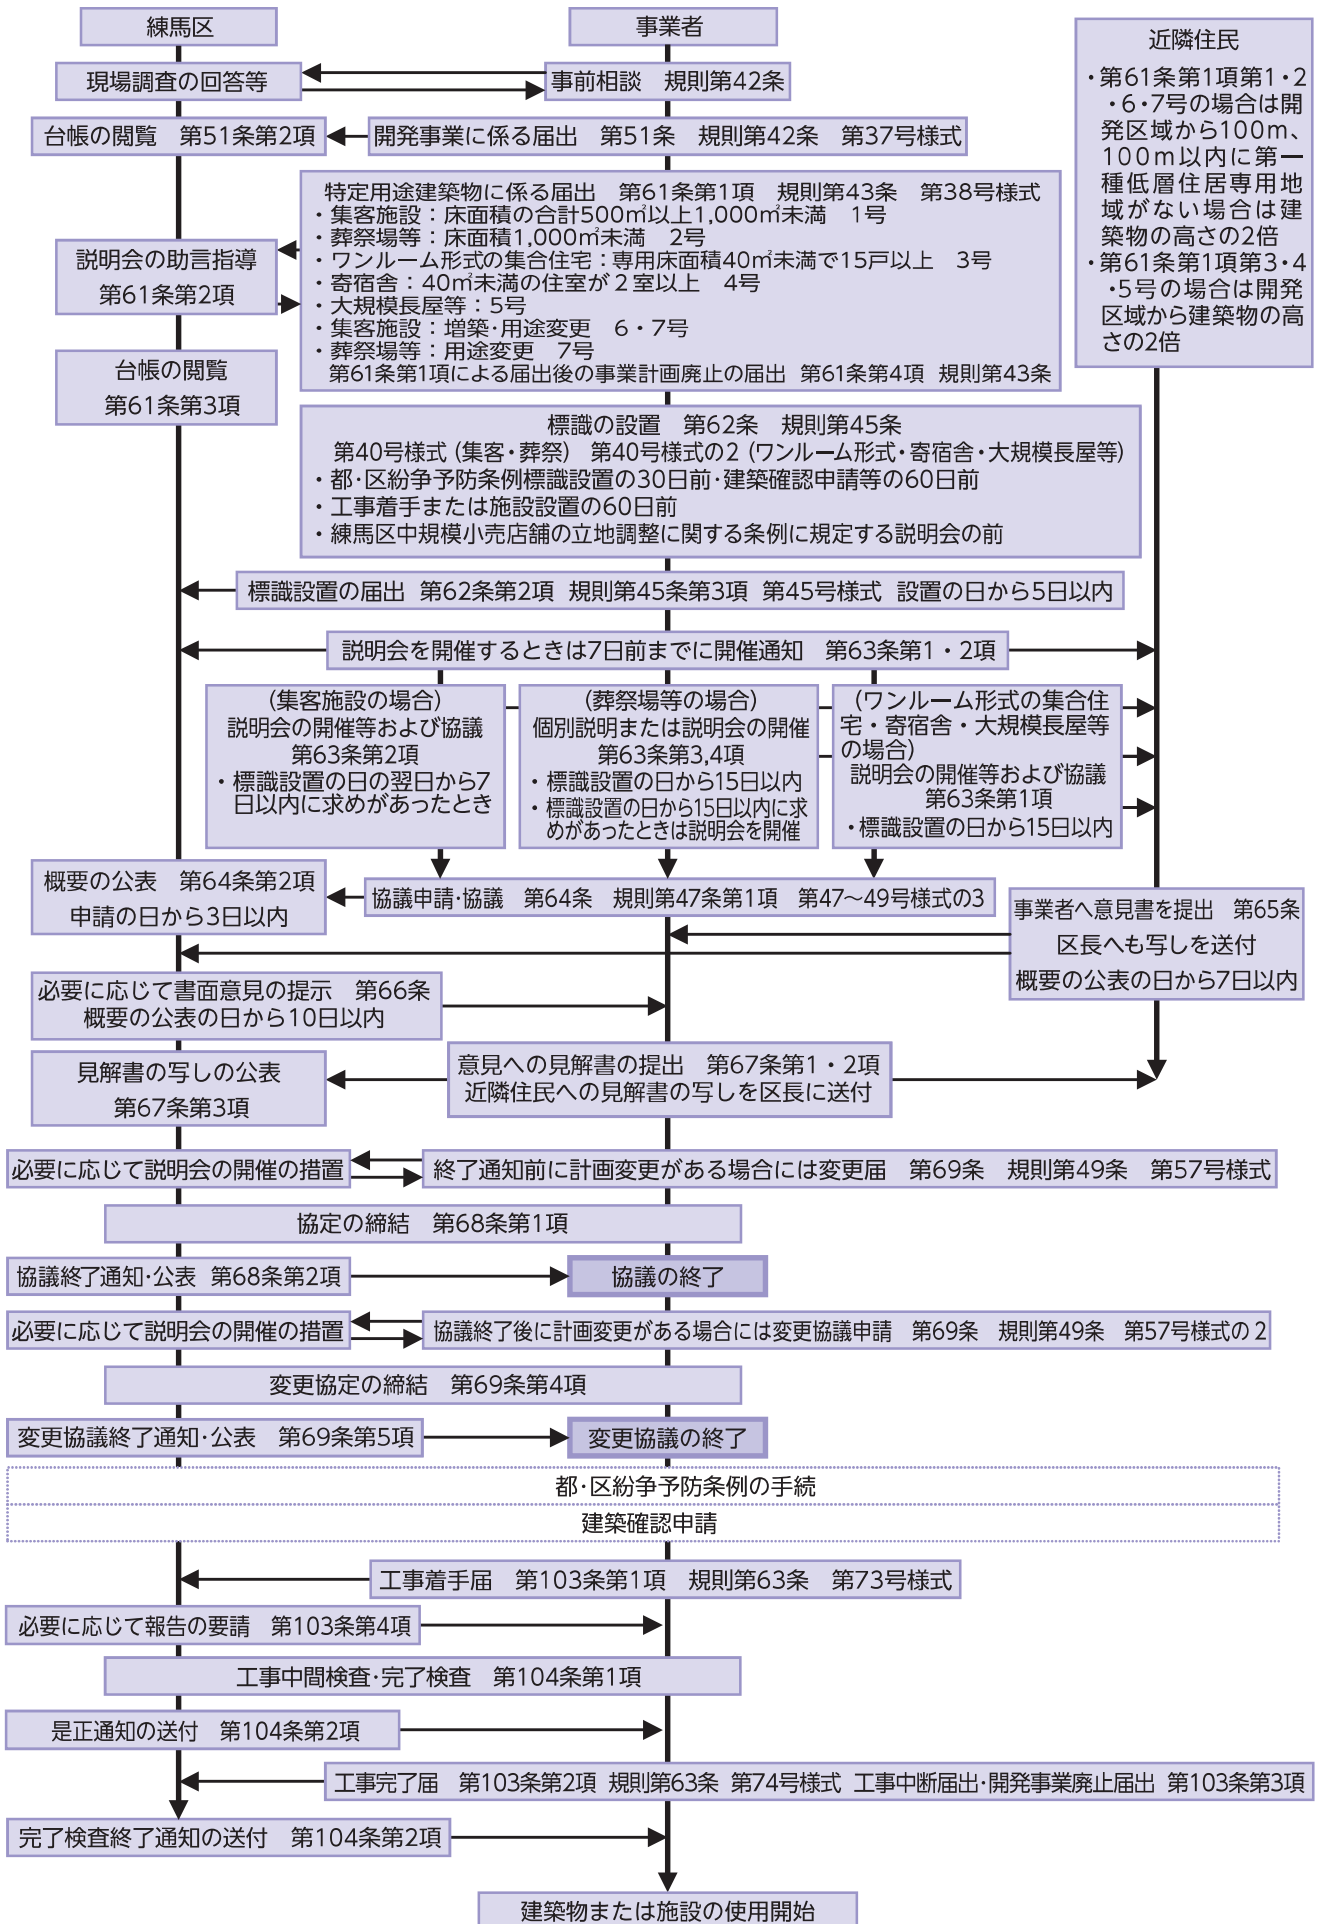 練馬区
事業者
近隣住民
・第61条第1項第1・2
・6・7号の場合は開
発区域から100m、
100m以内に第一
種低層住居専用地
域がない場合は建
築物の高さの2倍
・第61条第1項第3・4
・5号の場合は開発
区域から建築物の高
さの2倍
現場調査の回答等
事前相談　規則第42条
台帳の閲覧　第51条第2項
開発事業に係る届出　第51条　規則第42条　第37号様式
特定用途建築物に係る届出　第61条第1項　規則第43条　第38号様式
・集客施設：床面積の合計500㎡以上1,000㎡未満　1号
・葬祭場等：床面積1,000㎡未満　2号
・ワンルーム形式の集合住宅：専用床面積40㎡未満で15戸以上　3号
・寄宿舎：40㎡未満の住室が２室以上　4号
・大規模長屋等：5号
・集客施設：増築・用途変更　6・7号
・葬祭場等：用途変更　7号
第61条第1項による届出後の事業計画廃止の届出　第61条第4項　規則第43条
説明会の助言指導
第61条第2項
台帳の閲覧
第61条第3項
標識の設置　第62条　規則第45条
第40号様式（集客・葬祭）　第40号様式の2（ワンルーム形式・寄宿舎・大規模長屋等）
・都・区紛争予防条例標識設置の30日前・建築確認申請等の60日前
・工事着手または施設設置の60日前
・練馬区中規模小売店舗の立地調整に関する条例に規定する説明会の前
標識設置の届出　第62条第2項　規則第45条第3項　第45号様式　設置の日から5日以内
説明会を開催するときは7日前までに開催通知　第63条第1・2項
（集客施設の場合）
説明会の開催等および協議
第63条第2項
・標識設置の日の翌日から7
日以内に求めがあったとき
（葬祭場等の場合）
個別説明または説明会の開催
第63条第3,4項
・標識設置の日から15日以内
・標識設置の日から15日以内に求
めがあったときは説明会を開催
（ワンルーム形式の集合住
宅・寄宿舎・大規模長屋等
の場合）
説明会の開催等および協議
第63条第1項
・標識設置の日から15日以内
概要の公表　第64条第2項
申請の日から3日以内
協議申請・協議　第64条　規則第47条第1項　第47～49号様式の3
事業者へ意見書を提出　第65条
区長へも写しを送付
概要の公表の日から7日以内
必要に応じて書面意見の提示　第66条
概要の公表の日から10日以内
見解書の写しの公表
第67条第3項
意見への見解書の提出　第67条第1・2項
近隣住民への見解書の写しを区長に送付
必要に応じて説明会の開催の措置
終了通知前に計画変更がある場合には変更届　第69条　規則第49条　第57号様式
協定の締結　第68条第1項
協議終了通知・公表　第68条第2項
協議の終了
必要に応じて説明会の開催の措置
協議終了後に計画変更がある場合には変更協議申請　第69条　規則第49条　第57号様式の２
変更協定の締結　第69条第4項
変更協議終了通知・公表　第69条第5項
変更協議の終了
都・区紛争予防条例の手続
建築確認申請
工事着手届　第103条第1項　規則第63条　第73号様式
必要に応じて報告の要請　第103条第4項
工事中間検査・完了検査　第104条第1項
是正通知の送付　第104条第2項
工事完了届　第103条第2項　規則第63条　第74号様式　工事中断届出・開発事業廃止届出　第103条第3項
完了検査終了通知の送付　第104条第2項
建築物または施設の使用開始